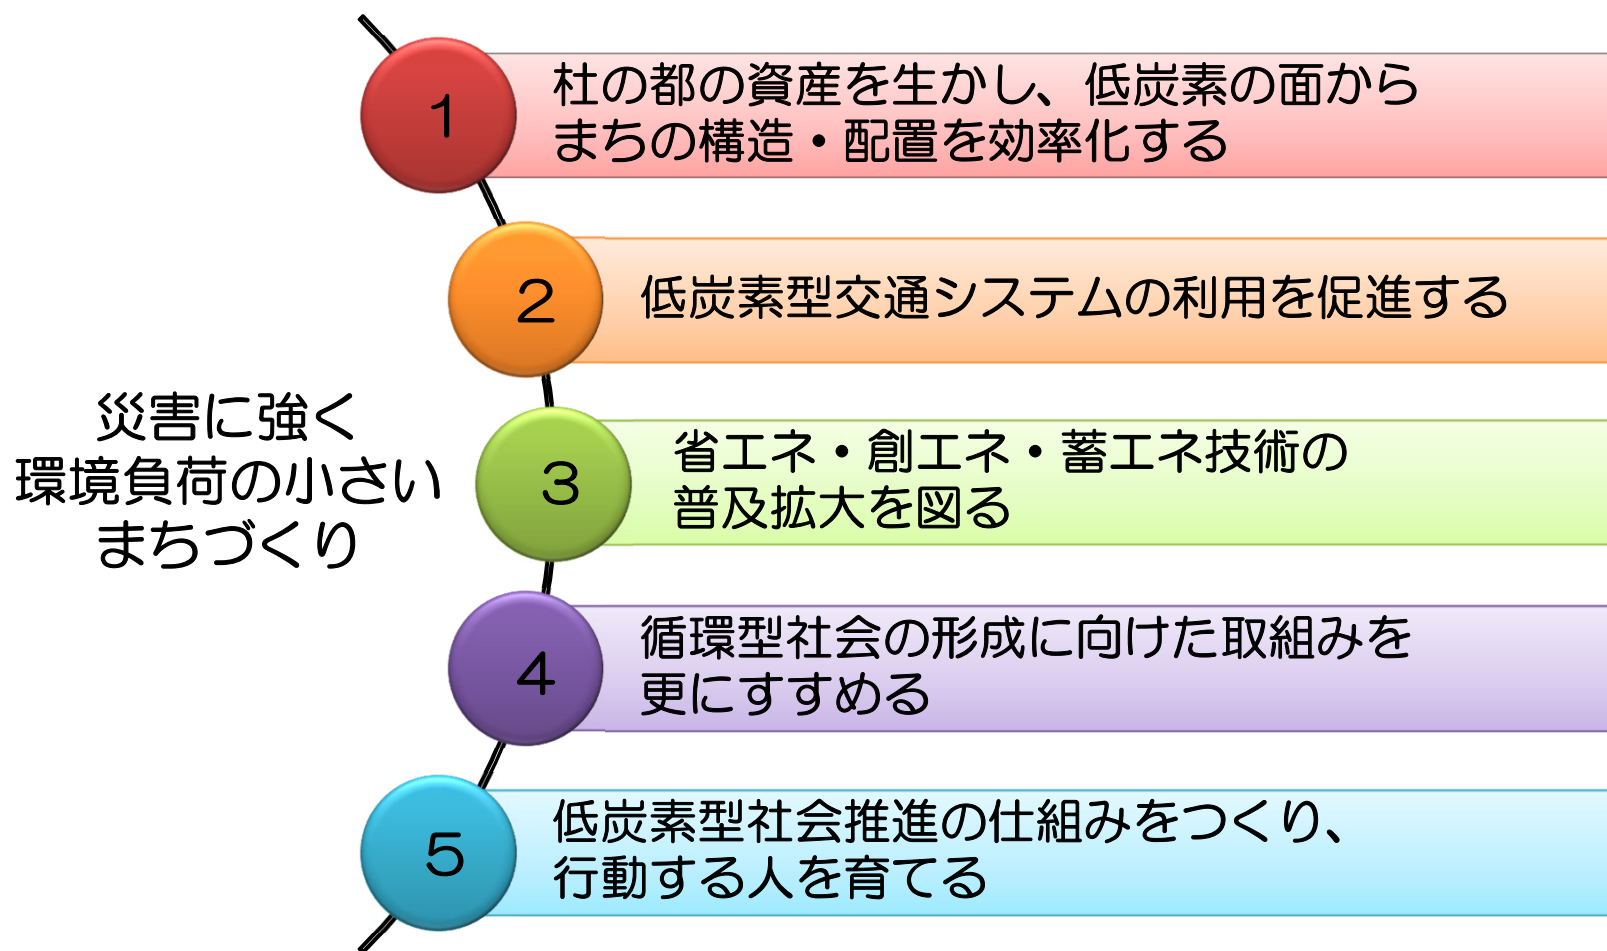 災害に強く
環境負荷の小さい
まちづくり
1
杜の都の資産を生かし、低炭素の面から
まちの構造・配置を効率化する
2
低炭素型交通システムの利用を促進する
3
省エネ・創エネ・蓄エネ技術の
普及拡大を図る
4
循環型社会の形成に向けた取組みを
更にすすめる
5
低炭素型社会推進の仕組みをつくり、
行動する人を育てる